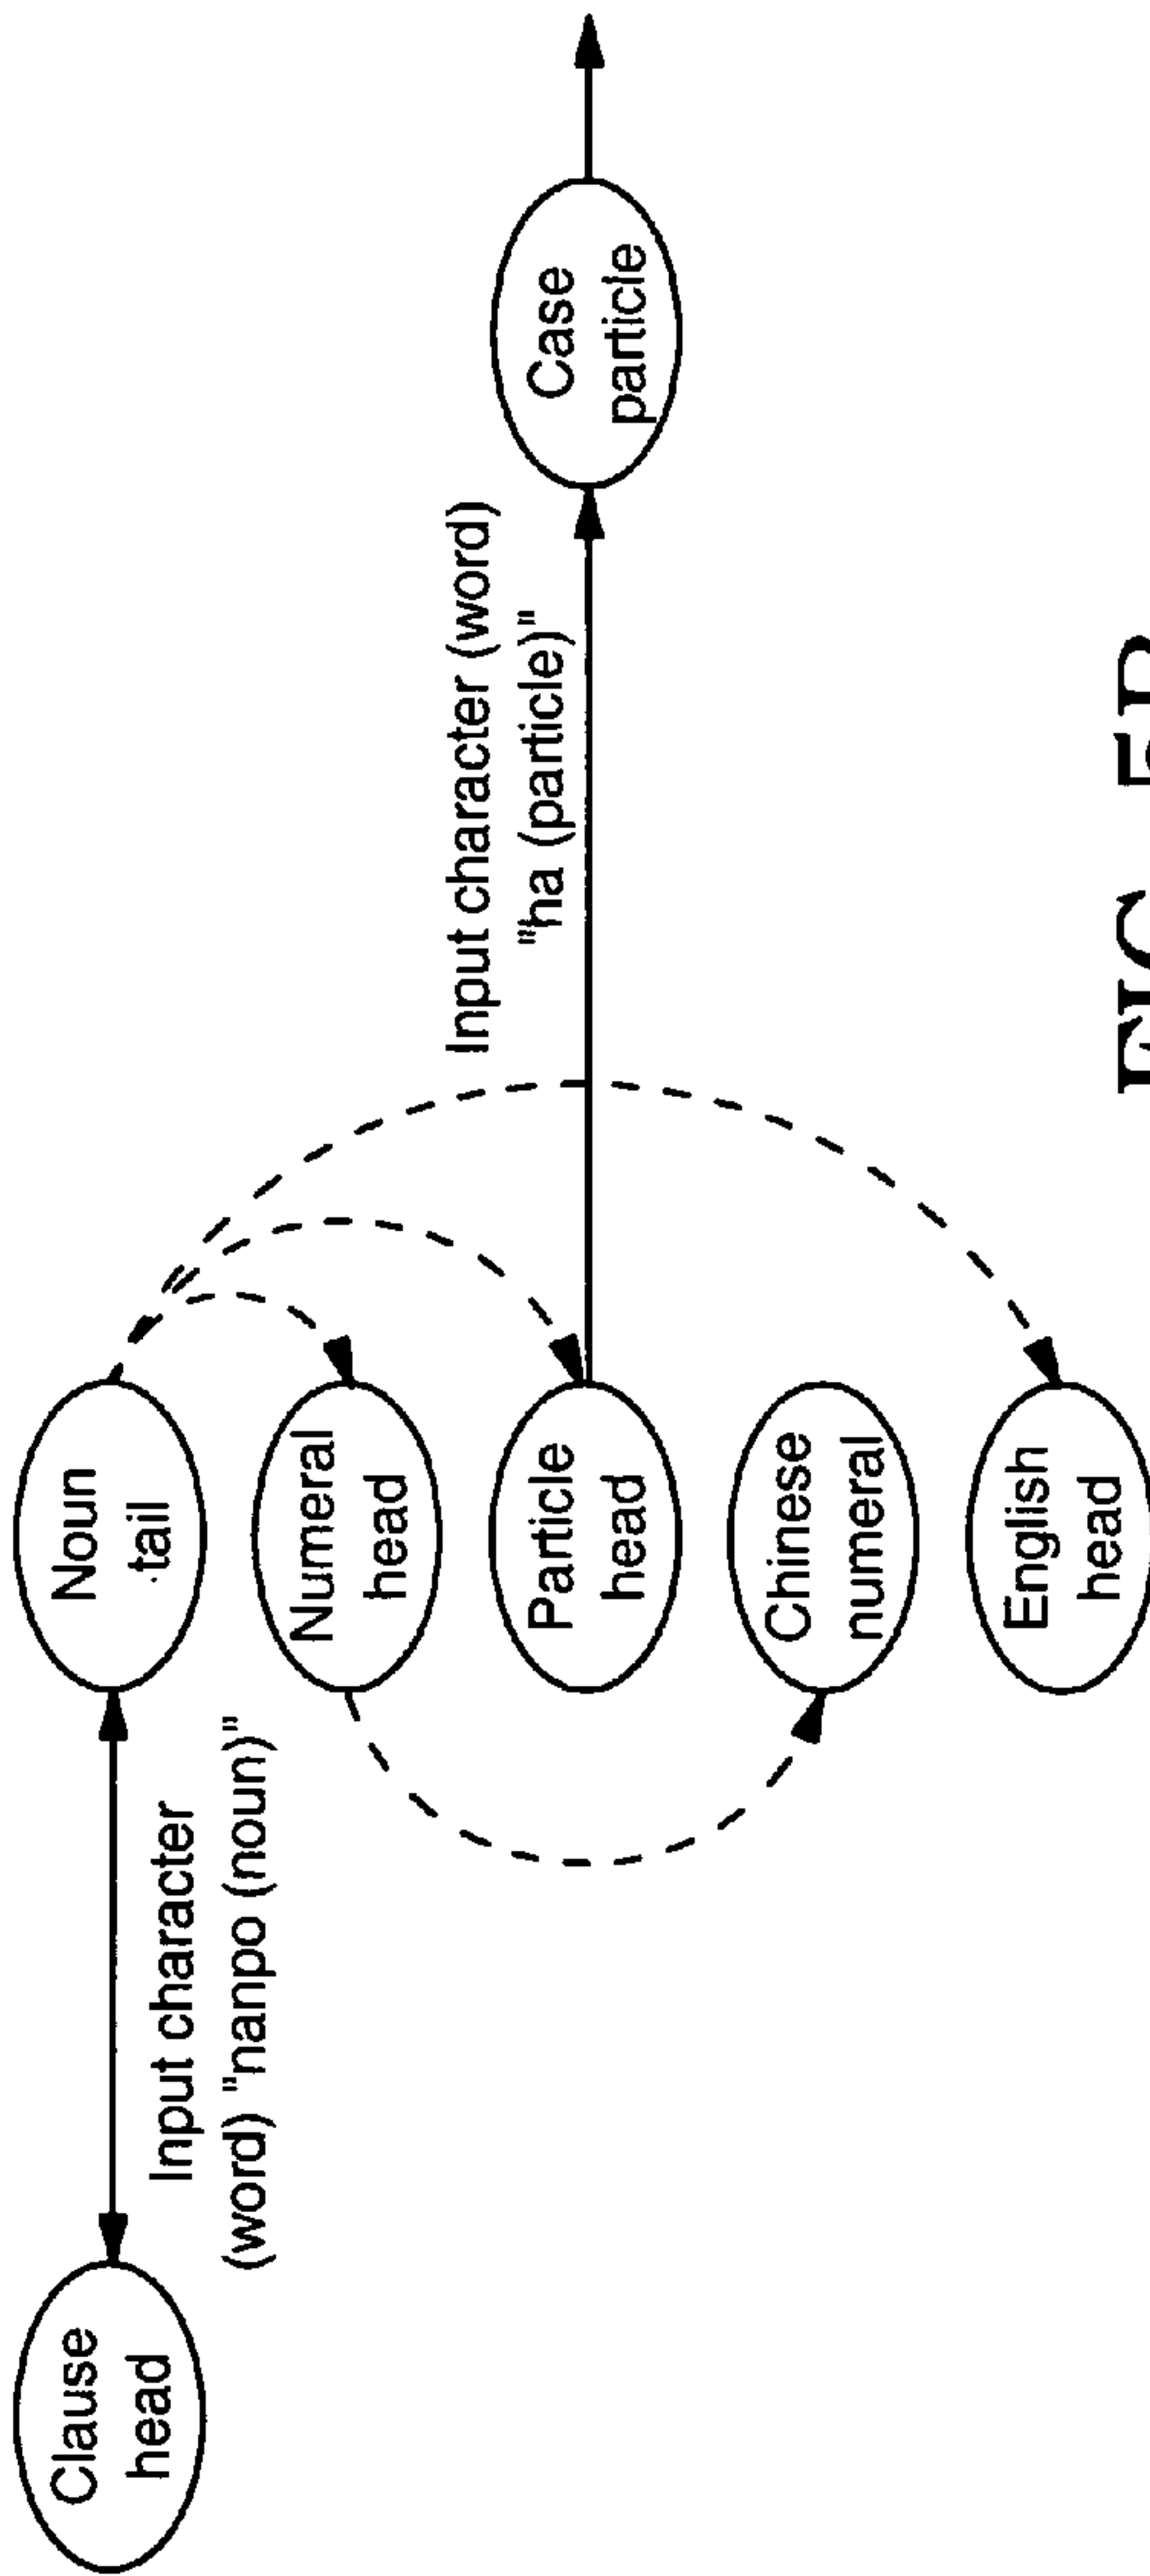 Clause
head
Input character
(word) "nanpo (noun)"
Noun
tail
Numeral
head
Particle
head
Chinese
numeral
English
head
Input character (word)
"ha (particle)"
Case
particle